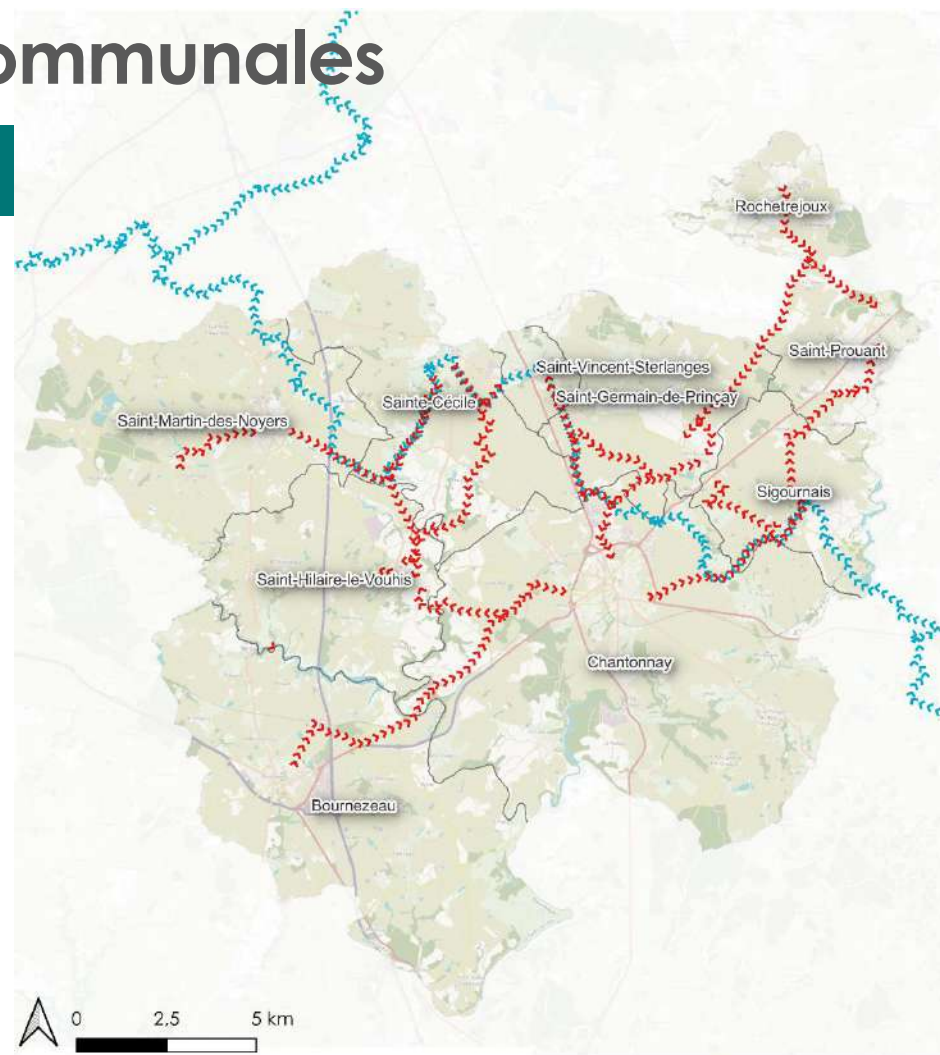 ommunales
Rochetrejoux
Saint-Prouant
Saint-Vincent-Sterlanges
Saint-Germain-de-Prinçay
Sainte-Cécile
Saint-Martin-des-Noyers
Sigournais
Saint-Hilaire-le-Vouhis
Chantonnay
Bournezeau
0 2,5 5 km